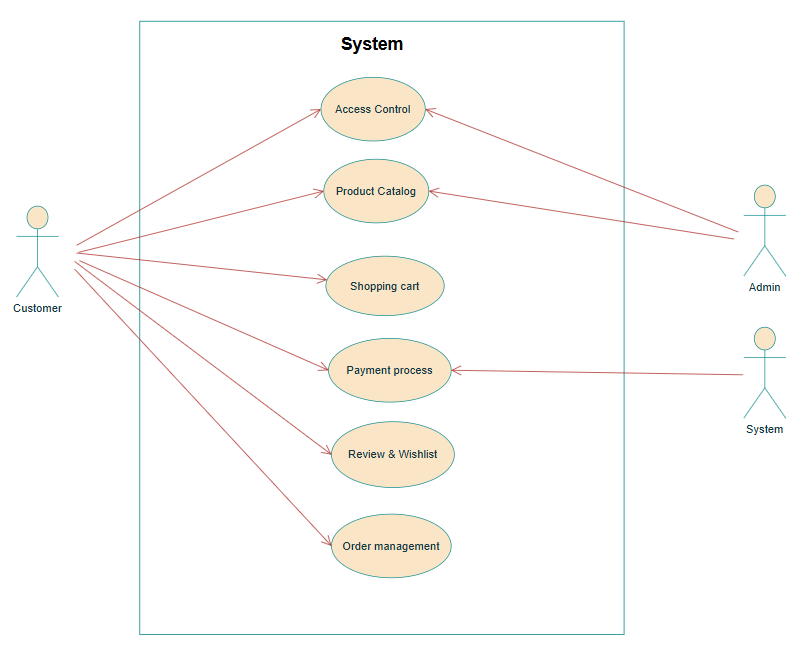 System
Access Control
Product Catalog
Customer
Admin
Shopping cart
Payment process
System
Review & Wishlist
Order management